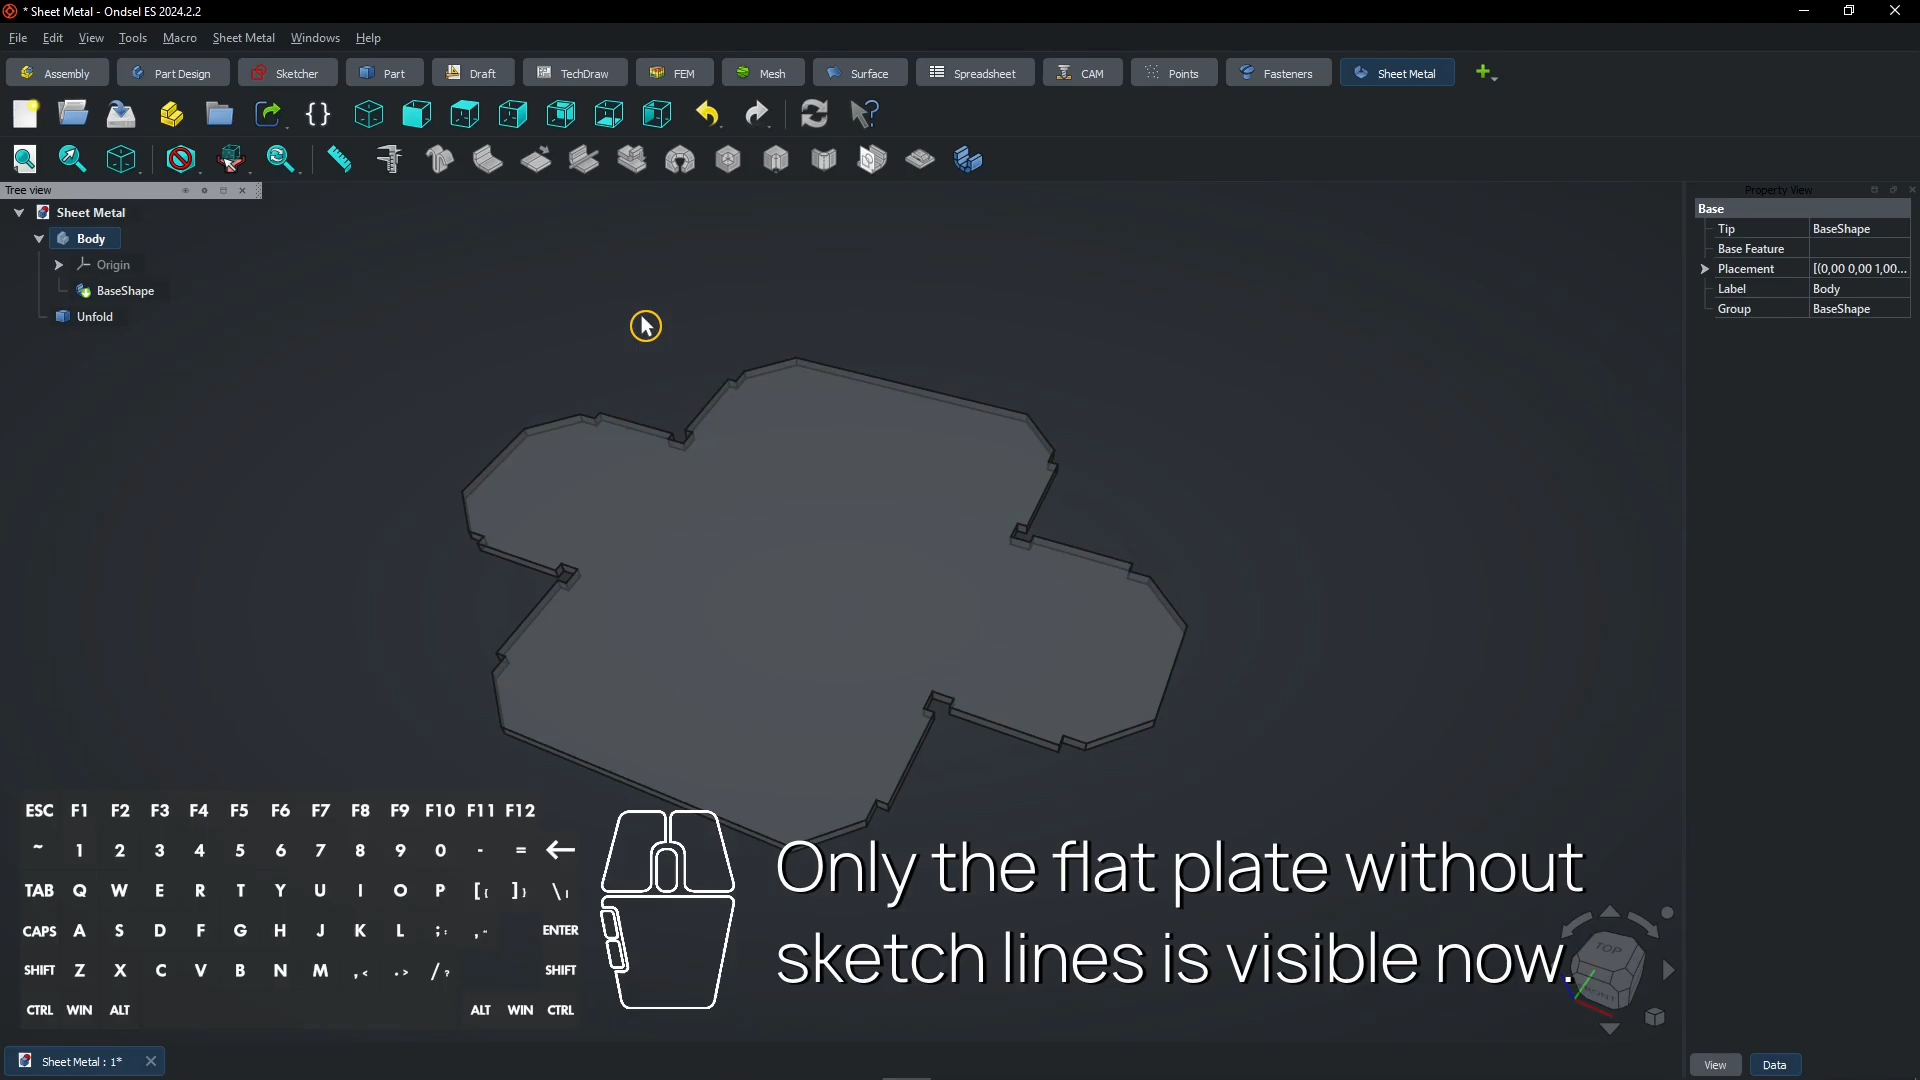 * Sheet Metal - Ondsel ES 2024.2.2
File Edit View Tools Macro Sheet Metal Windows Help
Assembly Part Design Sketcher Part Draft TechDraw FEM Mesh Surface Spreadsheet CAM Points Fasteners Sheet Metal
Tree view
Sheet Metal
Body
Origin
BaseShape
Unfold
Property View
Base
Tip BaseShape
Base Feature
Placement [(0,00 0,00 1,00...
Label Body
Group BaseShape
ESC F1 F2 F3 F4 F5 F6 F7 F8 F9 F10 F11 F12
~ 1 2 3 4 5 6 7 8 9 0 - =
TAB Q W E R T Y U I O P [{ ]} \|
CAPS A S D F G H J K L ;: ," ENTER
SHIFT Z X C V B N M ,< .> /? SHIFT
CTRL WIN ALT ALT WIN CTRL
Only the flat plate without
sketch lines is visible now.
TOP
Sheet Metal : 1*
View Data